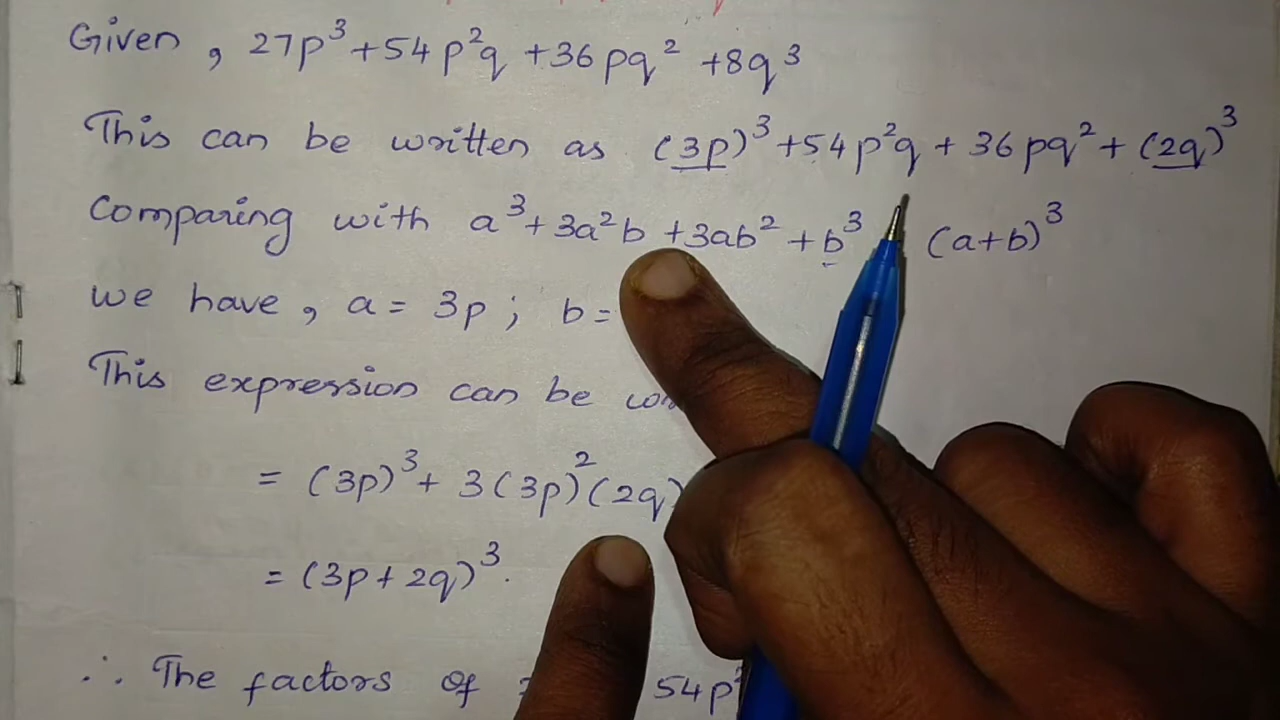 Given, 27p³ + 54p²q + 36pq² + 8q³
This can be written as (3p)³ + 54p²q + 36pq² + (2q)³
Comparing with a³ + 3a²b + 3ab² + b³ (a+b)³
we have, a = 3p ; b =
This expression can be
= (3p)³ + 3(3p)²(2q)
= (3p + 2q)³.
∴ The factors of 54p²